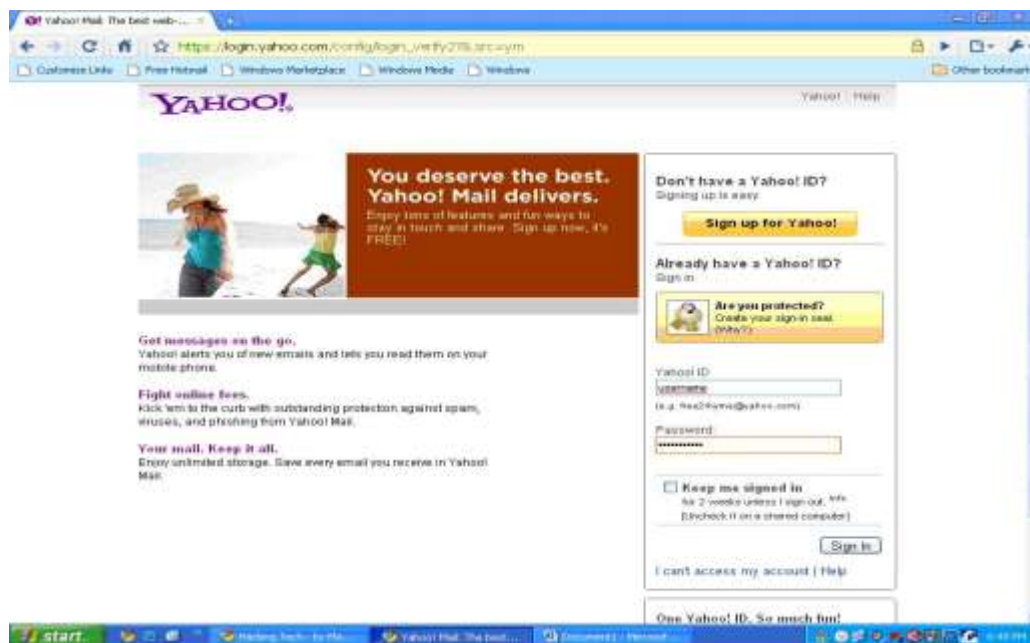 Yahoo! Mail: The best web-...
https://login.yahoo.com/config/login_verify2?&.src=ym
Customize Links Free Hotmail Windows Marketplace Windows Media Windows
Other bookmark
YAHOO!
Yahoo! Help
You deserve the best.
Yahoo! Mail delivers.
Enjoy tons of features and fun ways to
stay in touch and share. Sign up now, it's
FREE!
Get messages on the go.
Yahoo! alerts you of new emails and lets you read them on your
mobile phone.
Fight online foes.
Kick 'em to the curb with outstanding protection against spam,
viruses, and phishing from Yahoo! Mail.
Your mail. Keep it all.
Enjoy unlimited storage. Save every email you receive in Yahoo!
Mail.
Don't have a Yahoo! ID?
Signing up is easy.
Sign up for Yahoo!
Already have a Yahoo! ID?
Sign in.
Are you protected?
Create your sign-in seal.
(Why?)
Yahoo! ID
username
(e.g. free2rhyme@yahoo.com)
Password:
Keep me signed in
for 2 weeks unless I sign out. Info
[Uncheck if on a shared computer]
Sign In
I can't access my account | Help
One Yahoo! ID. So much fun!
start
Yahoo! Mail: The best...